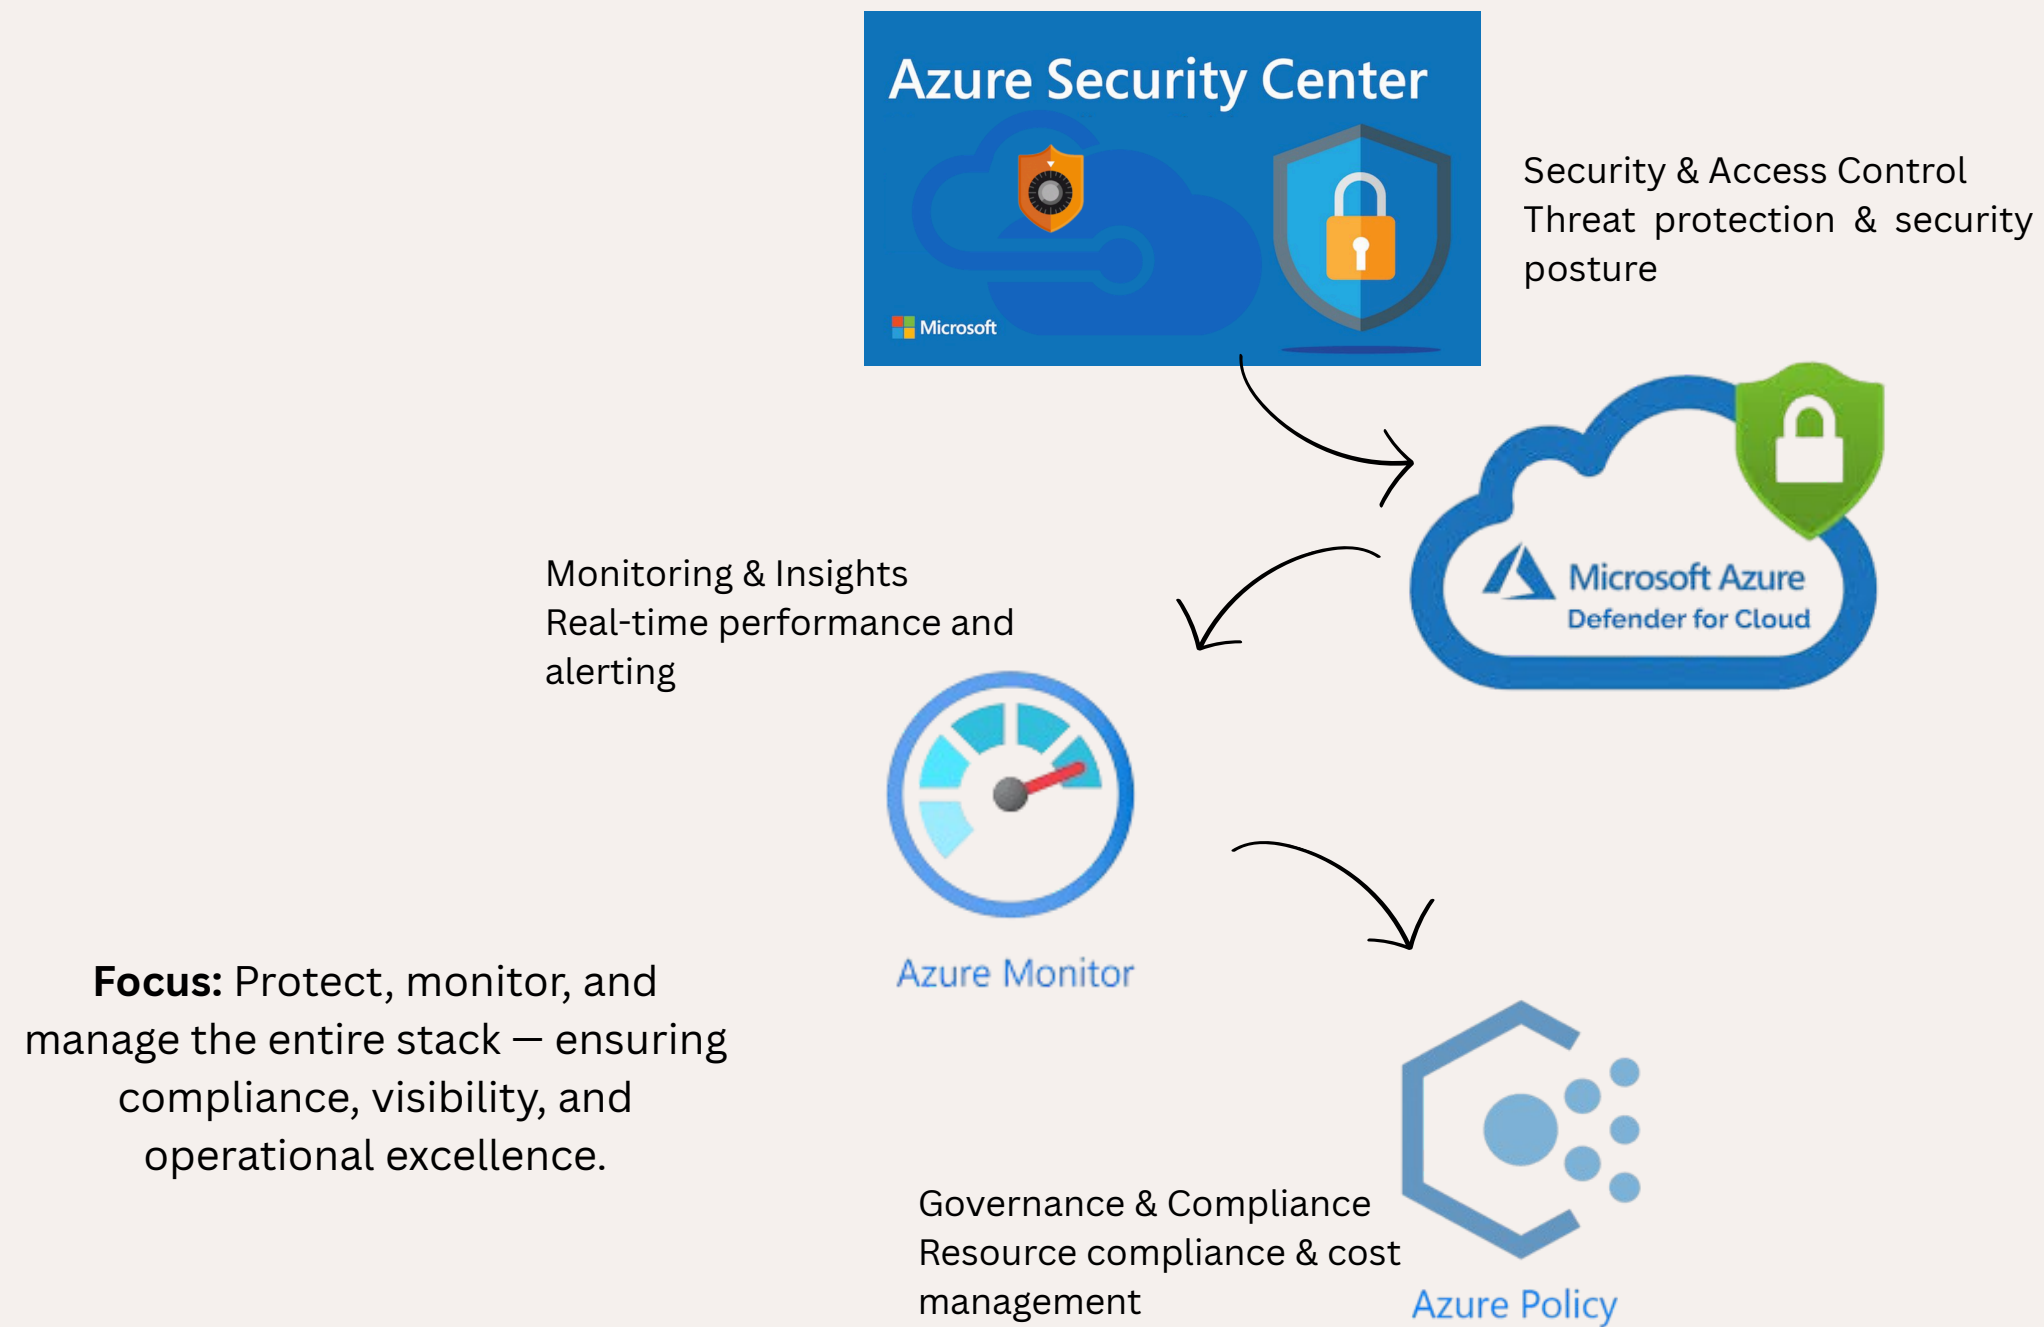 Azure Security Center
Microsoft
Security & Access Control
Threat protection & security
posture
Microsoft Azure
Defender for Cloud
Monitoring & Insights
Real-time performance and
alerting
Azure Monitor
Focus: Protect, monitor, and
manage the entire stack — ensuring
compliance, visibility, and
operational excellence.
Governance & Compliance
Resource compliance & cost
management
Azure Policy